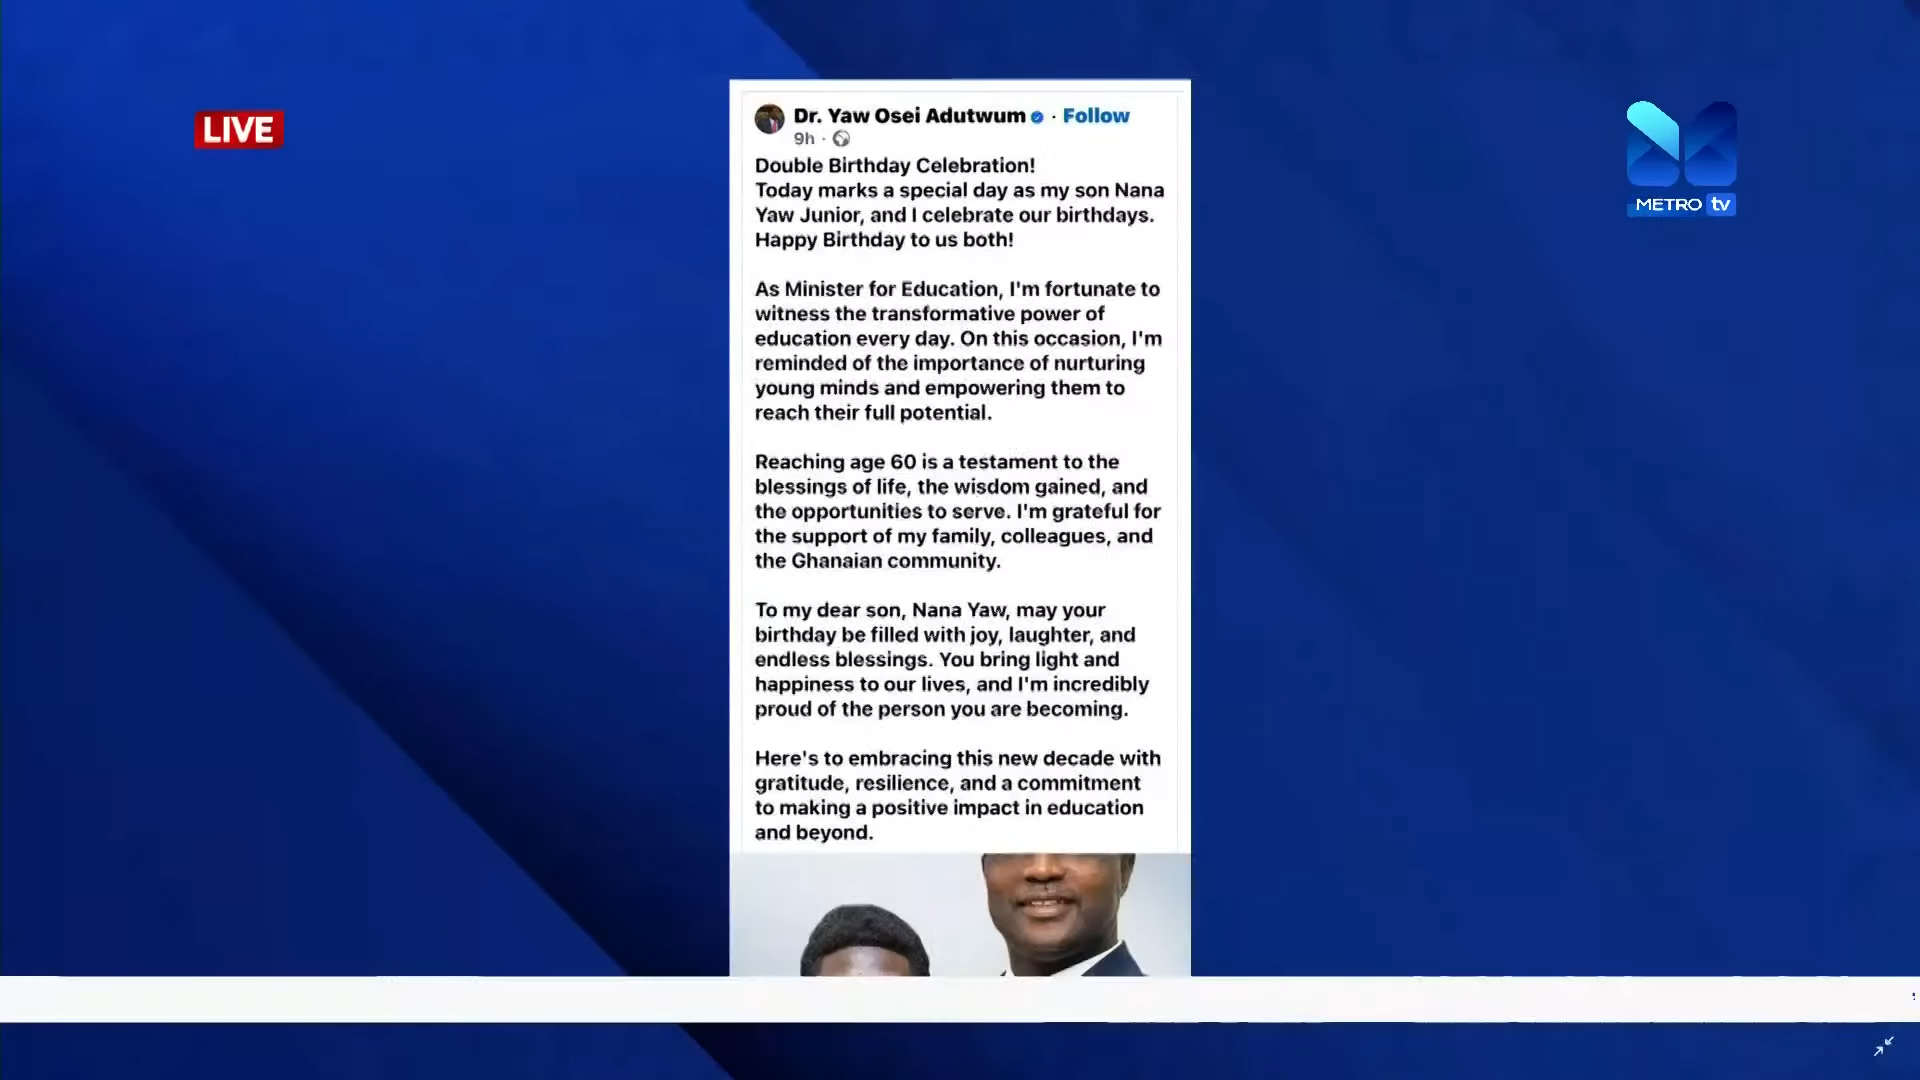 LIVE
METRO tv
Dr. Yaw Osei Adutwum · Follow
9h ·
Double Birthday Celebration!
Today marks a special day as my son Nana
Yaw Junior, and I celebrate our birthdays.
Happy Birthday to us both!
As Minister for Education, I'm fortunate to
witness the transformative power of
education every day. On this occasion, I'm
reminded of the importance of nurturing
young minds and empowering them to
reach their full potential.
Reaching age 60 is a testament to the
blessings of life, the wisdom gained, and
the opportunities to serve. I'm grateful for
the support of my family, colleagues, and
the Ghanaian community.
To my dear son, Nana Yaw, may your
birthday be filled with joy, laughter, and
endless blessings. You bring light and
happiness to our lives, and I'm incredibly
proud of the person you are becoming.
Here's to embracing this new decade with
gratitude, resilience, and a commitment
to making a positive impact in education
and beyond.